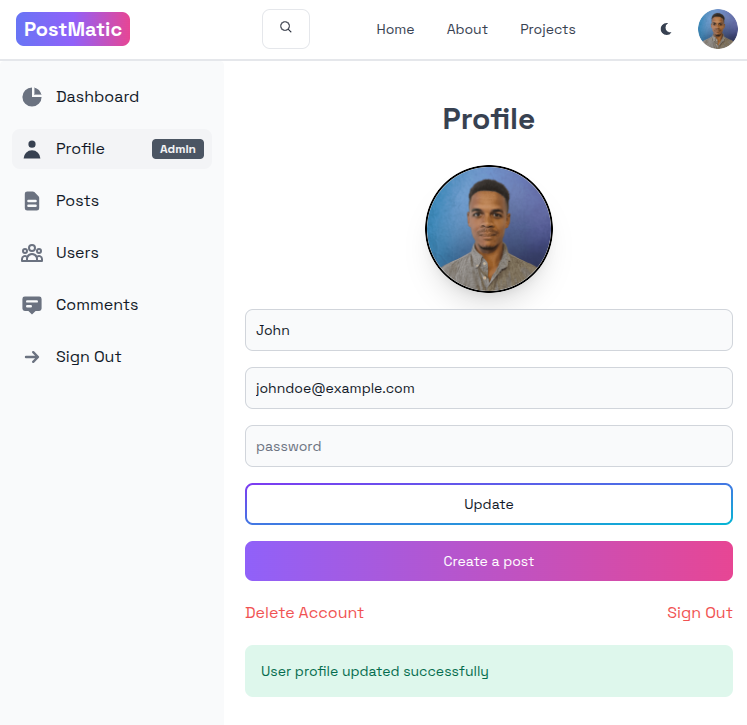 PostMatic
Home About Projects
Dashboard
Profile Admin
Posts
Users
Comments
Sign Out
Profile
John
johndoe@example.com
password
Update
Create a post
Delete Account Sign Out
User profile updated successfully